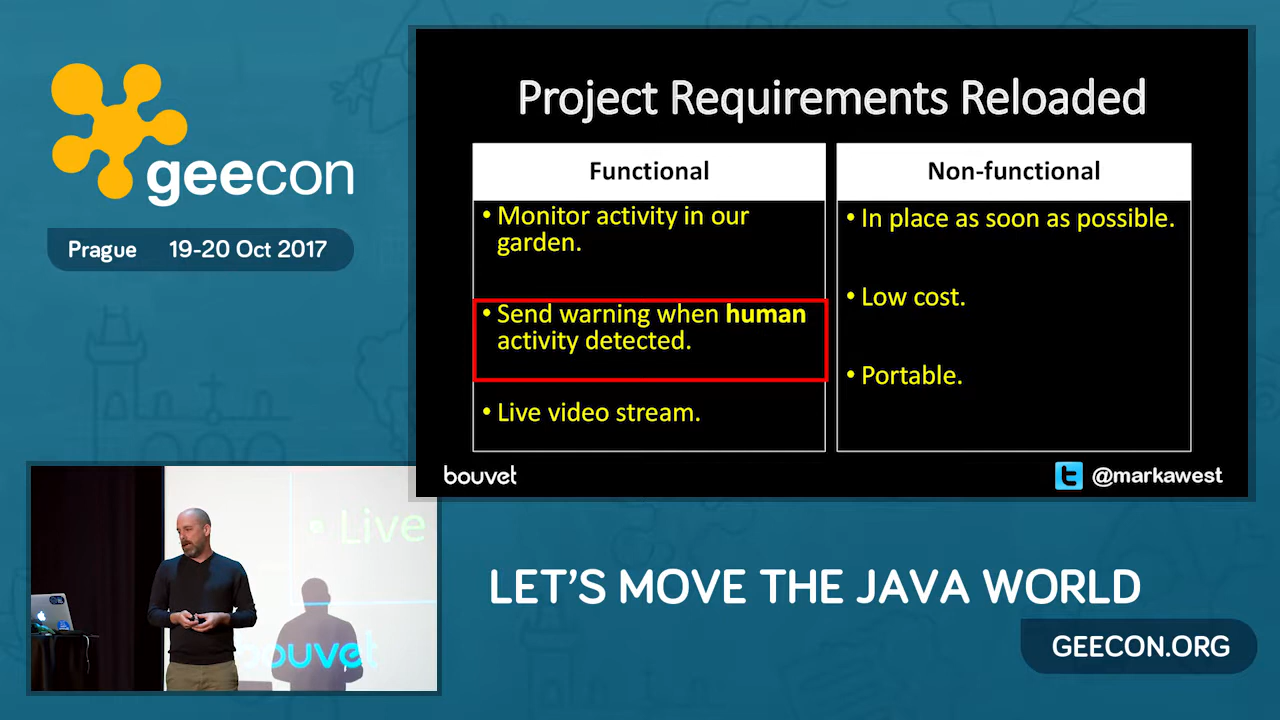 geecon
Prague 19-20 Oct 2017
Project Requirements Reloaded
Functional
• Monitor activity in our
garden.
• Send warning when human
activity detected.
• Live video stream.
Non-functional
• In place as soon as possible.
• Low cost.
• Portable.
bouvet
@markawest
• Live
bouvet
LET'S MOVE THE JAVA WORLD
GEECON.ORG